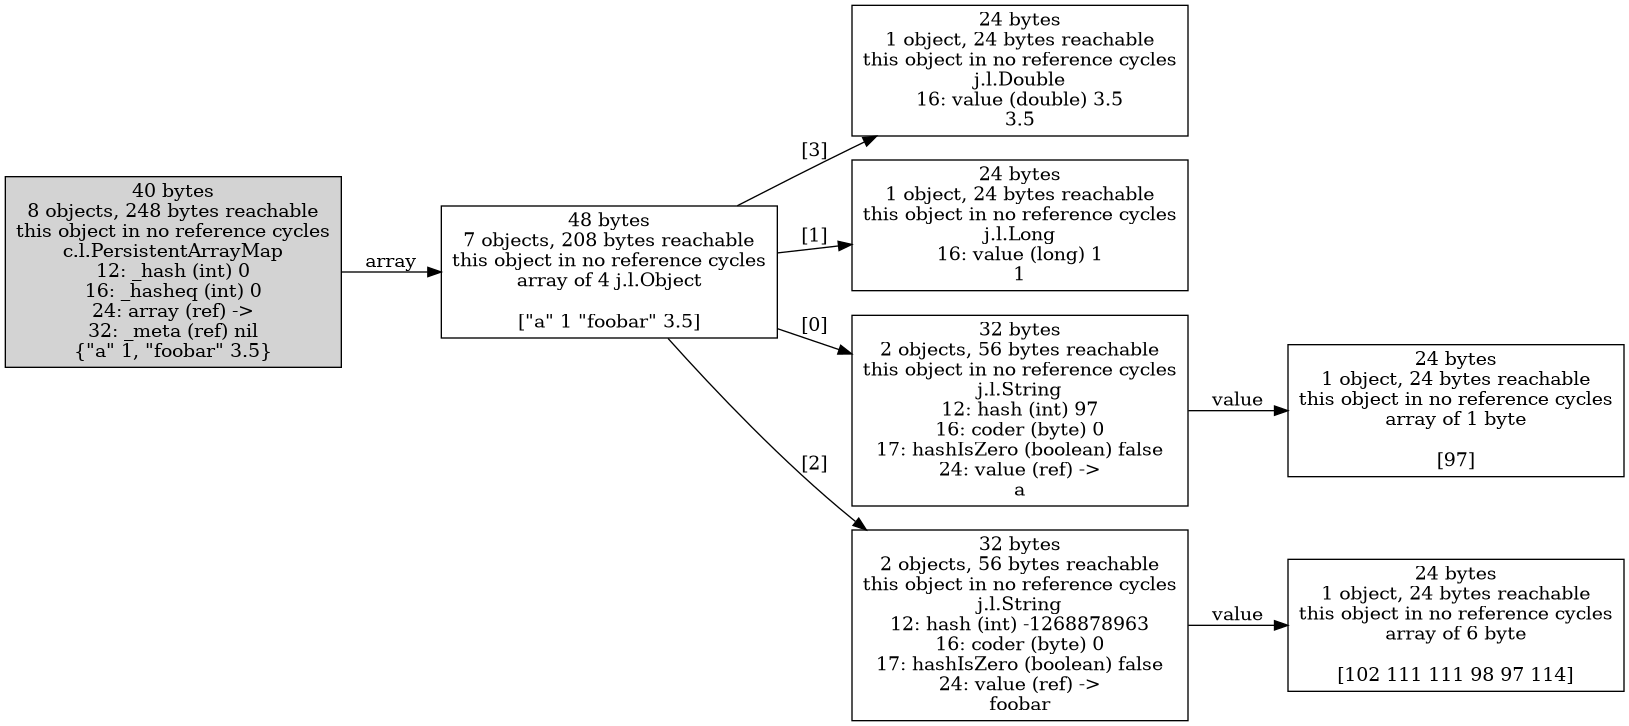 40 bytes
8 objects, 248 bytes reachable
this object in no reference cycles
c.l.PersistentArrayMap
12: _hash (int) 0
16: _hasheq (int) 0
24: array (ref) ->
32: _meta (ref) nil
{"a" 1, "foobar" 3.5}
array
48 bytes
7 objects, 208 bytes reachable
this object in no reference cycles
array of 4 j.l.Object
["a" 1 "foobar" 3.5]
[3]
[1]
[0]
[2]
24 bytes
1 object, 24 bytes reachable
this object in no reference cycles
j.l.Double
16: value (double) 3.5
3.5
24 bytes
1 object, 24 bytes reachable
this object in no reference cycles
j.l.Long
16: value (long) 1
1
32 bytes
2 objects, 56 bytes reachable
this object in no reference cycles
j.l.String
12: hash (int) 97
16: coder (byte) 0
17: hashIsZero (boolean) false
24: value (ref) ->
a
value
24 bytes
1 object, 24 bytes reachable
this object in no reference cycles
array of 1 byte
[97]
32 bytes
2 objects, 56 bytes reachable
this object in no reference cycles
j.l.String
12: hash (int) -1268878963
16: coder (byte) 0
17: hashIsZero (boolean) false
24: value (ref) ->
foobar
value
24 bytes
1 object, 24 bytes reachable
this object in no reference cycles
array of 6 byte
[102 111 111 98 97 114]